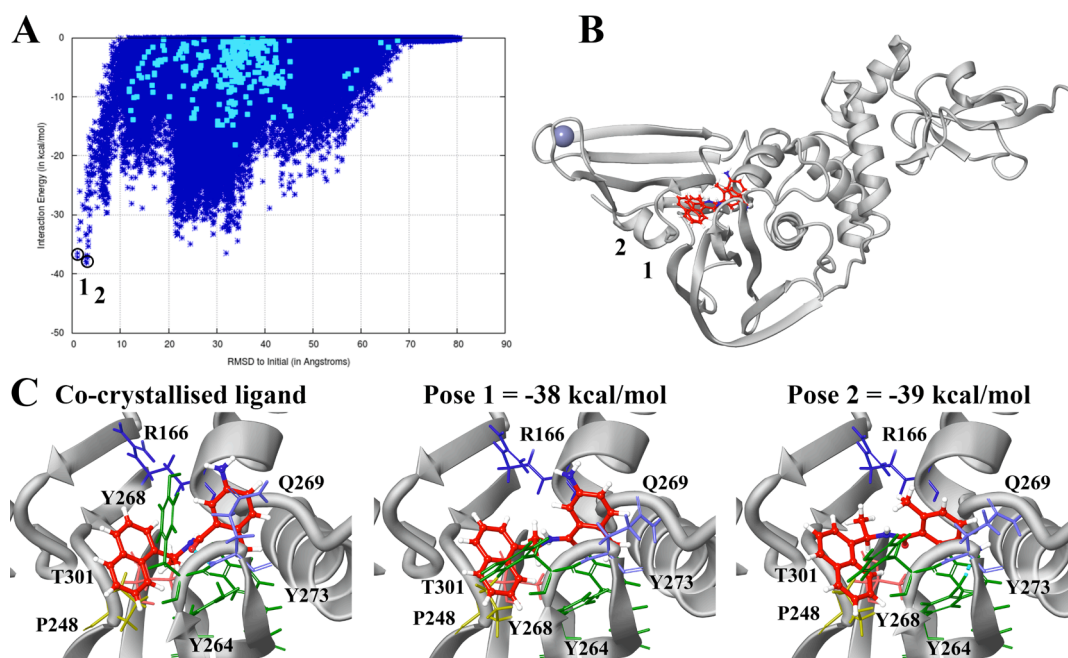 A
B
Interaction Energy (in kcal/mol)
0
-10
-20
-30
-40
-50
1
2
0 10 20 30 40 50 60 70 80 90
RMSD to Initial (in Angstroms)
2
1
C Co-crystallised ligand Pose 1 = -38 kcal/mol Pose 2 = -39 kcal/mol
R166
Y268
Q269
T301
Y273
P248
Y264
R166
Q269
T301
Y273
P248
Y268
Y264
R166
Q269
T301
Y273
P248
Y268
Y264